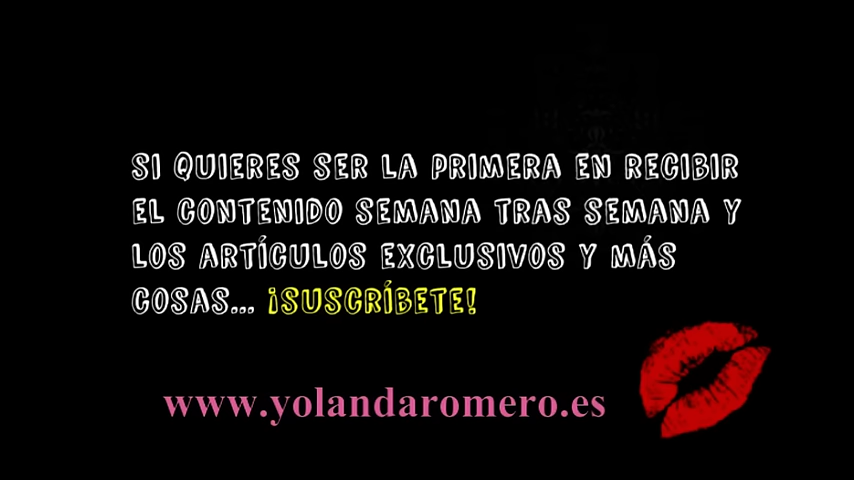 SI QUIERES SER LA PRIMERA EN RECIBIR
EL CONTENIDO SEMANA TRAS SEMANA Y
LOS ARTÍCULOS EXCLUSIVOS Y MÁS
COSAS... ¡SUSCRÍBETE!
www.yolandaromero.es